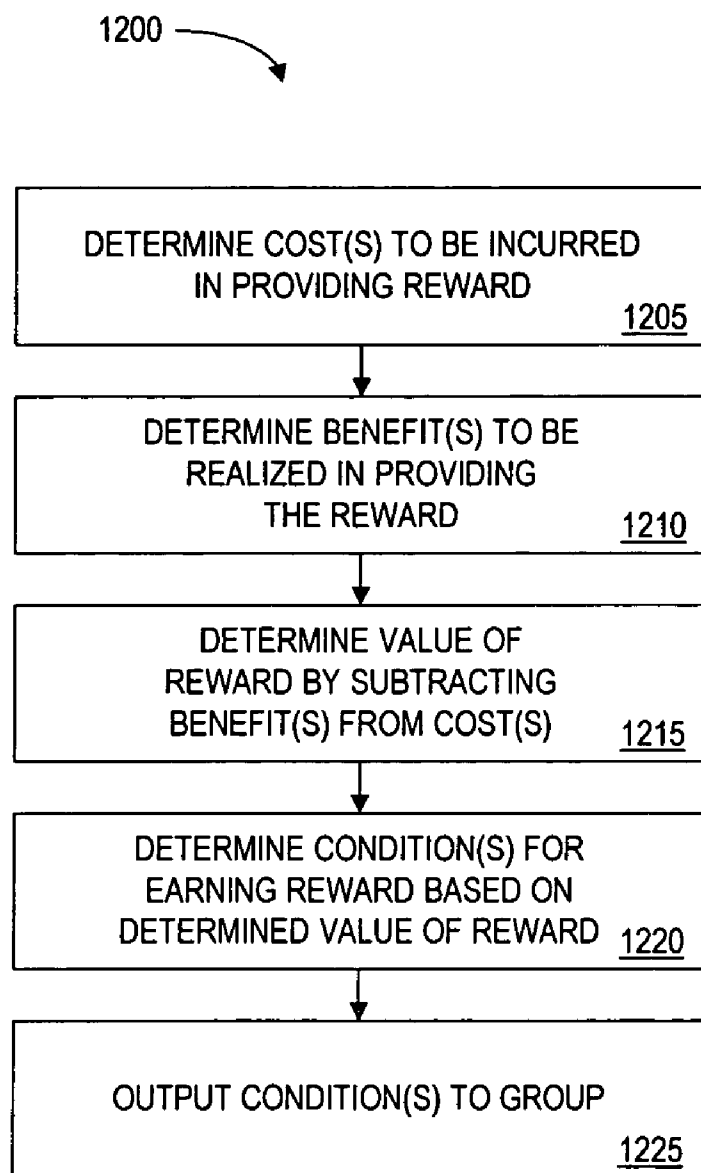 1200
DETERMINE COST(S) TO BE INCURRED
IN PROVIDING REWARD
1205
DETERMINE BENEFIT(S) TO BE
REALIZED IN PROVIDING
THE REWARD
1210
DETERMINE VALUE OF
REWARD BY SUBTRACTING
BENEFIT(S) FROM COST(S)
1215
DETERMINE CONDITION(S) FOR
EARNING REWARD BASED ON
DETERMINED VALUE OF REWARD
1220
OUTPUT CONDITION(S) TO GROUP
1225